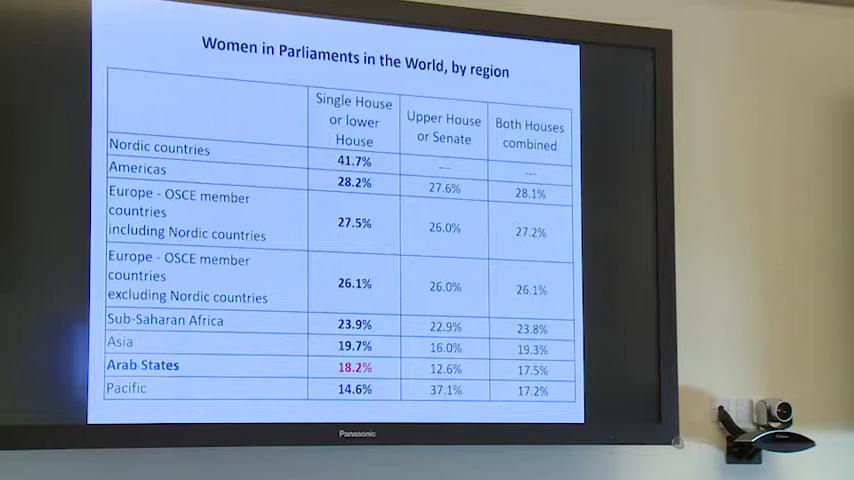 Women in Parliaments in the World, by region
Single House
or lower
House
Upper House
or Senate
Both Houses
combined
Nordic countries 41.7% --- ---
Americas 28.2% 27.6% 28.1%
Europe - OSCE member
countries
including Nordic countries 27.5% 26.0% 27.2%
Europe - OSCE member
countries
excluding Nordic countries 26.1% 26.0% 26.1%
Sub-Saharan Africa 23.9% 22.9% 23.8%
Asia 19.7% 16.0% 19.3%
Arab States 18.2% 12.6% 17.5%
Pacific 14.6% 37.1% 17.2%
Panasonic